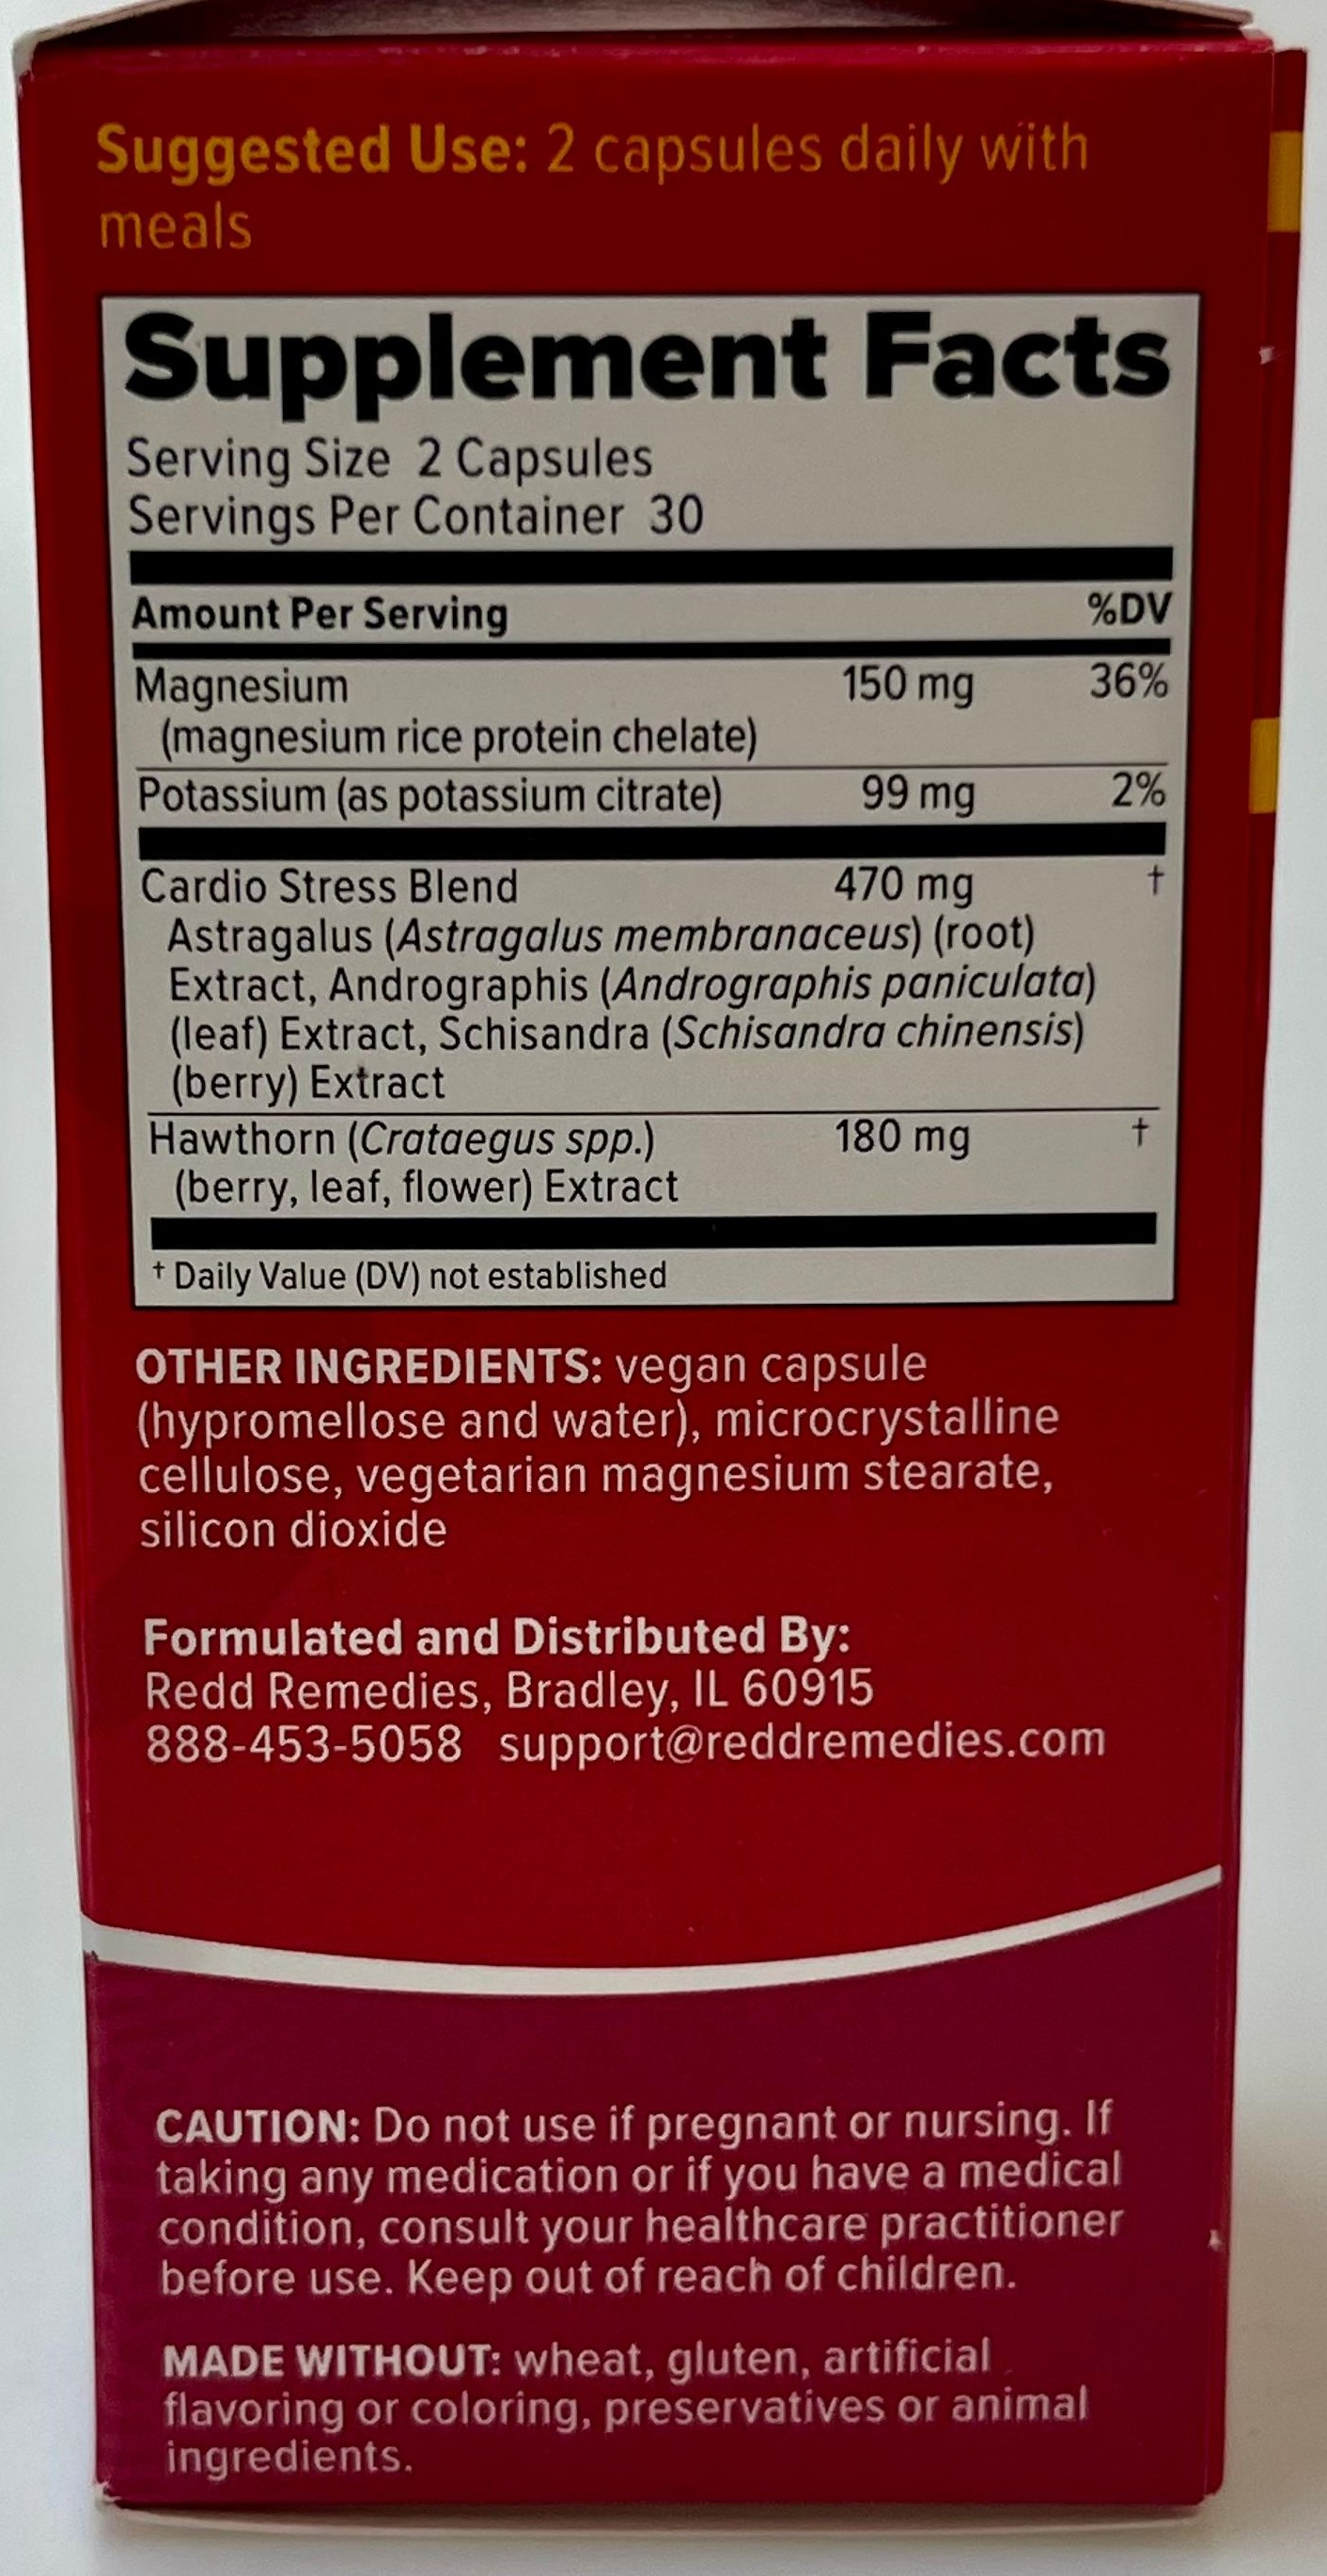 Suggested Use: 2 capsules daily with
meals
Supplement Facts
Serving Size 2 Capsules
Servings Per Container 30
Amount Per Serving %DV
Magnesium 150 mg 36%
(magnesium rice protein chelate)
Potassium (as potassium citrate) 99 mg 2%
Cardio Stress Blend 470 mg †
Astragalus (Astragalus membranaceus) (root)
Extract, Andrographis (Andrographis paniculata)
(leaf) Extract, Schisandra (Schisandra chinensis)
(berry) Extract
Hawthorn (Crataegus spp.) 180 mg †
(berry, leaf, flower) Extract
† Daily Value (DV) not established
OTHER INGREDIENTS: vegan capsule
(hypromellose and water), microcrystalline
cellulose, vegetarian magnesium stearate,
silicon dioxide
Formulated and Distributed By:
Redd Remedies, Bradley, IL 60915
888-453-5058 support@reddremedies.com
CAUTION: Do not use if pregnant or nursing. If
taking any medication or if you have a medical
condition, consult your healthcare practitioner
before use. Keep out of reach of children.
MADE WITHOUT: wheat, gluten, artificial
flavoring or coloring, preservatives or animal
ingredients.